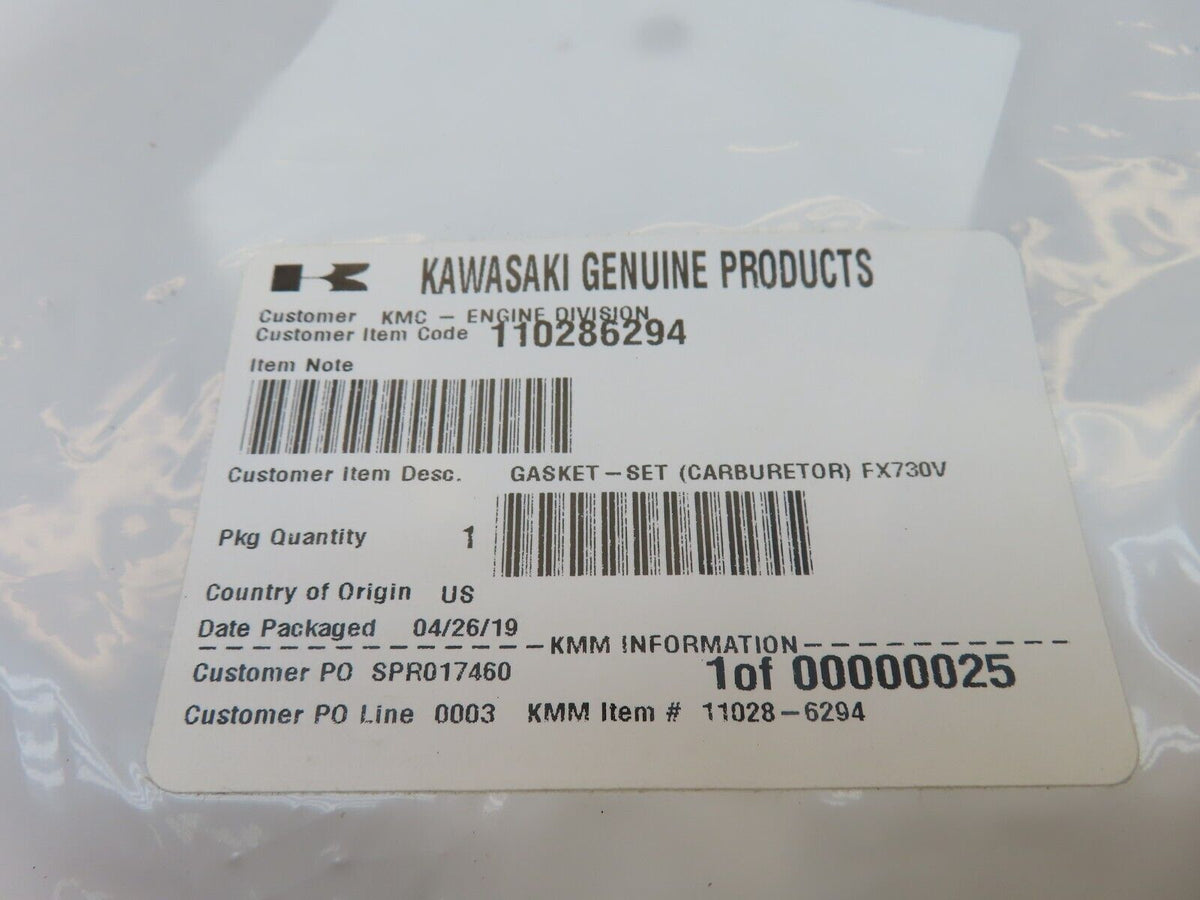 KAWASAKI GENUINE PRODUCTS
Customer KMC - ENGINE DIVISION
Customer Item Code 110286294
Item Note
Customer Item Desc. GASKET-SET (CARBURETOR) FX730V
Pkg Quantity 1
Country of Origin US
Date Packaged 04/26/19
------------------KMM INFORMATION--------------
Customer PO SPR017460 1of 00000025
Customer PO Line 0003 KMM Item # 11028-6294